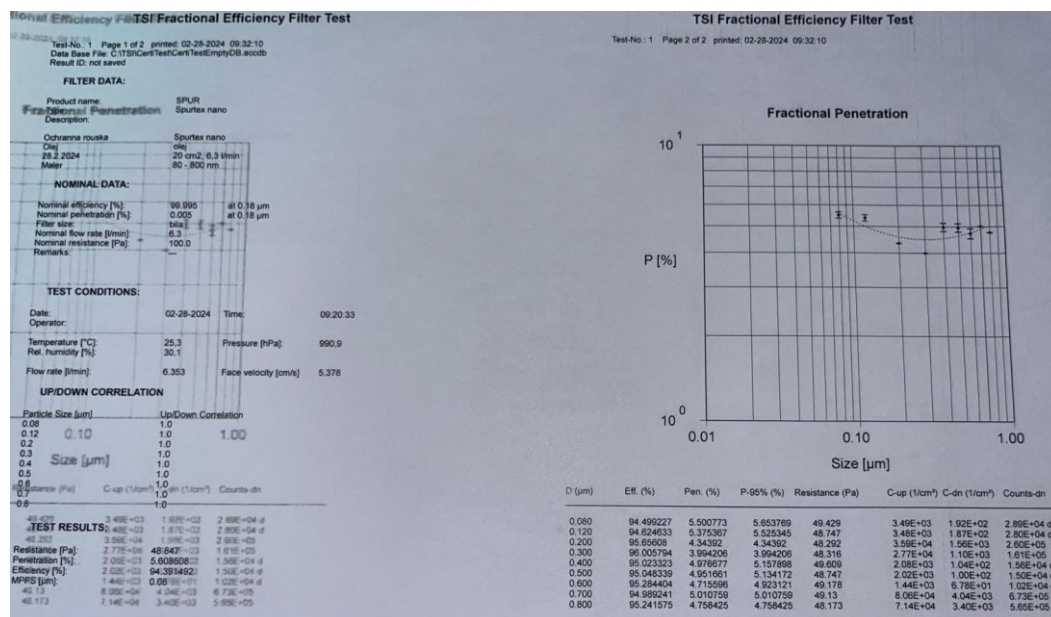 TSI Fractional Efficiency Filter Test
Test-No.: 1 Page 1 of 2 printed: 02-28-2024 09:32:10
Data Base File: C:\TSI\CertiTest\CertiTestEmptyDB.accdb
Result ID: not saved
FILTER DATA:
Product name: SPUR
Spurtex nano
Description:
Ochranna rouska Spurtex nano
Olej olej
28.2.2024 20 cm2, 6,3 l/min
Maler 80 - 800 nm
NOMINAL DATA:
Nominal efficiency [%]: 99.995 at 0.18 µm
Nominal penetration [%]: 0.005 at 0.18 µm
Filter size: bila
Nominal flow rate [l/min]: 6.3
Nominal resistance [Pa]: 100.0
Remarks: ---
TEST CONDITIONS:
Date: 02-28-2024 Time: 09:20:33
Operator:
Temperature [°C]: 25,3 Pressure [hPa]: 990,9
Rel. humidity [%]: 30,1
Flow rate [l/min]: 6.353 Face velocity [cm/s] 5.378
UP/DOWN CORRELATION
Particle Size [um] Up/Down Correlation
0.08 1.0
0.12 1.0
0.2 1.0
0.3 1.0
0.4 1.0
0.5 1.0
0.6 1.0
0.7 1.0
0.8 1.0
TEST RESULTS:
Resistance [Pa]: 48.847
Penetration [%]: 5.608508
Efficiency [%]: 94.391492
MPPS [µm]: 0.08
TSI Fractional Efficiency Filter Test
Test-No.: 1 Page 2 of 2 printed: 02-28-2024 09:32:10
Fractional Penetration
10 1
P [%]
10 0
0.01 0.10 1.00
Size [µm]
D (µm) Eff. (%) Pen. (%) P-95% (%) Resistance (Pa) C-up (1/cm³) C-dn (1/cm³) Counts-dn
0.080 94.499227 5.500773 5.653769 49.429 3.49E+03 1.92E+02 2.89E+04 d
0.120 94.624633 5.375367 5.525345 48.747 3.48E+03 1.87E+02 2.80E+04 d
0.200 95.65608 4.34392 4.34392 48.292 3.59E+04 1.56E+03 2.60E+05
0.300 96.005794 3.994206 3.994206 48.316 2.77E+04 1.10E+03 1.61E+05
0.400 95.023323 4.976677 5.157898 49.609 2.08E+03 1.04E+02 1.56E+04 d
0.500 95.048339 4.951661 5.134172 48.747 2.02E+03 1.00E+02 1.50E+04 d
0.600 95.284404 4.715596 4.923121 49.178 1.44E+03 6.78E+01 1.02E+04 d
0.700 94.989241 5.010759 5.010759 49.13 8.06E+04 4.04E+03 6.73E+05
0.800 95.241575 4.758425 4.758425 48.173 7.14E+04 3.40E+03 5.65E+05